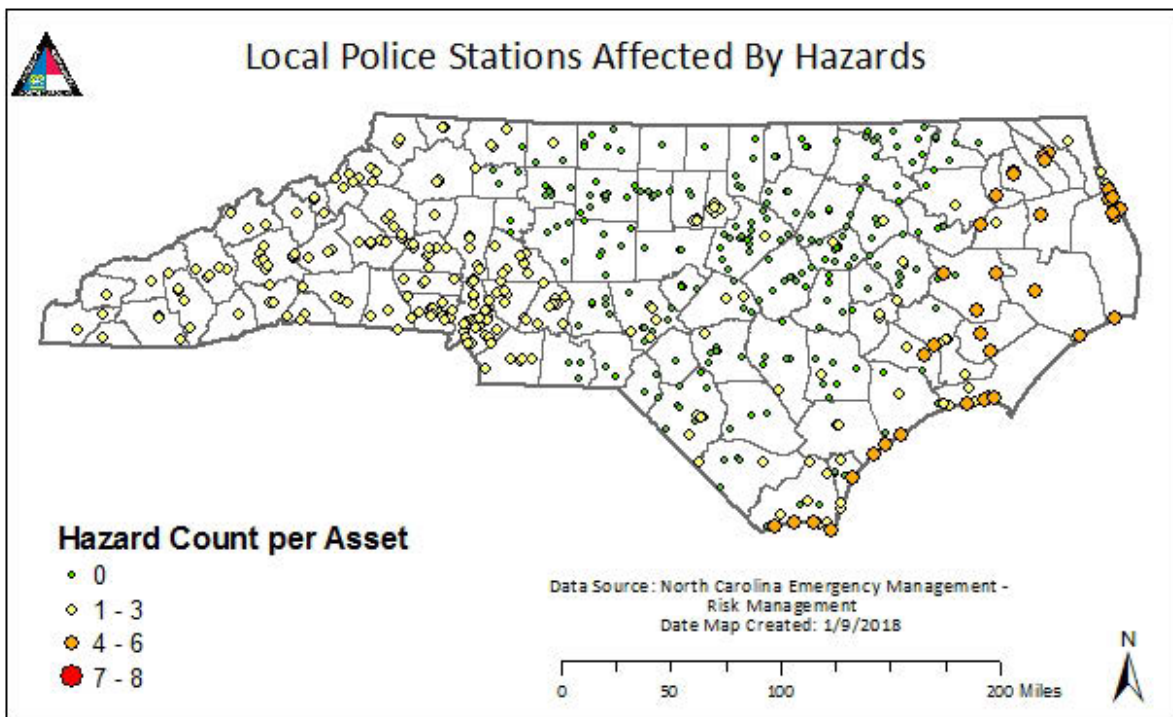 Local Police Stations Affected By Hazards
Hazard Count per Asset
0
1 - 3
4 - 6
7 - 8
Data Source: North Carolina Emergency Management -
Risk Management
Date Map Created: 1/9/2018
0 50 100 200 Miles
N